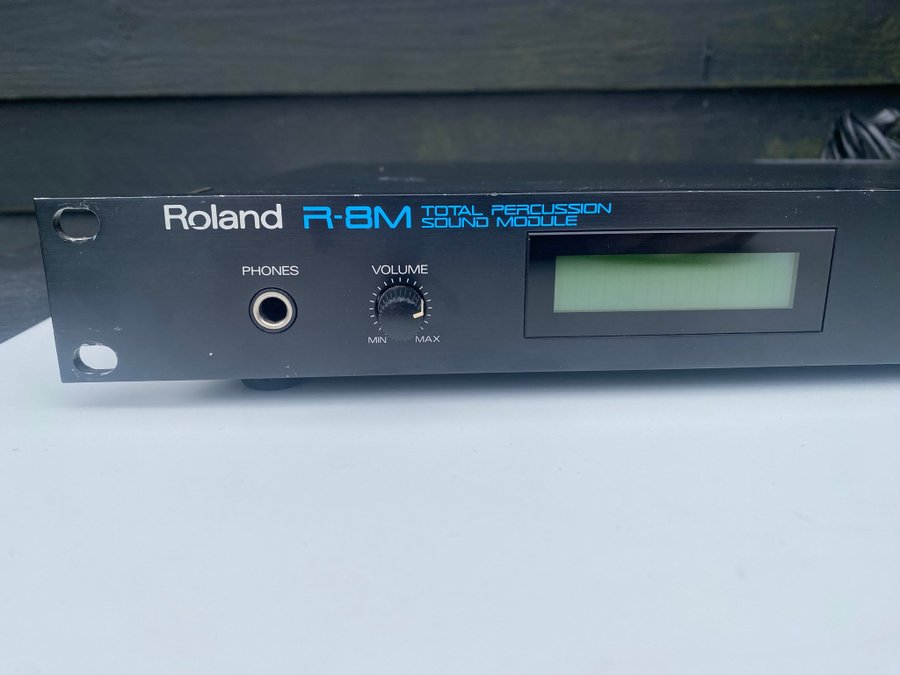 Roland R-8M TOTAL PERCUSSION
SOUND MODULE
PHONES VOLUME
MIN MAX